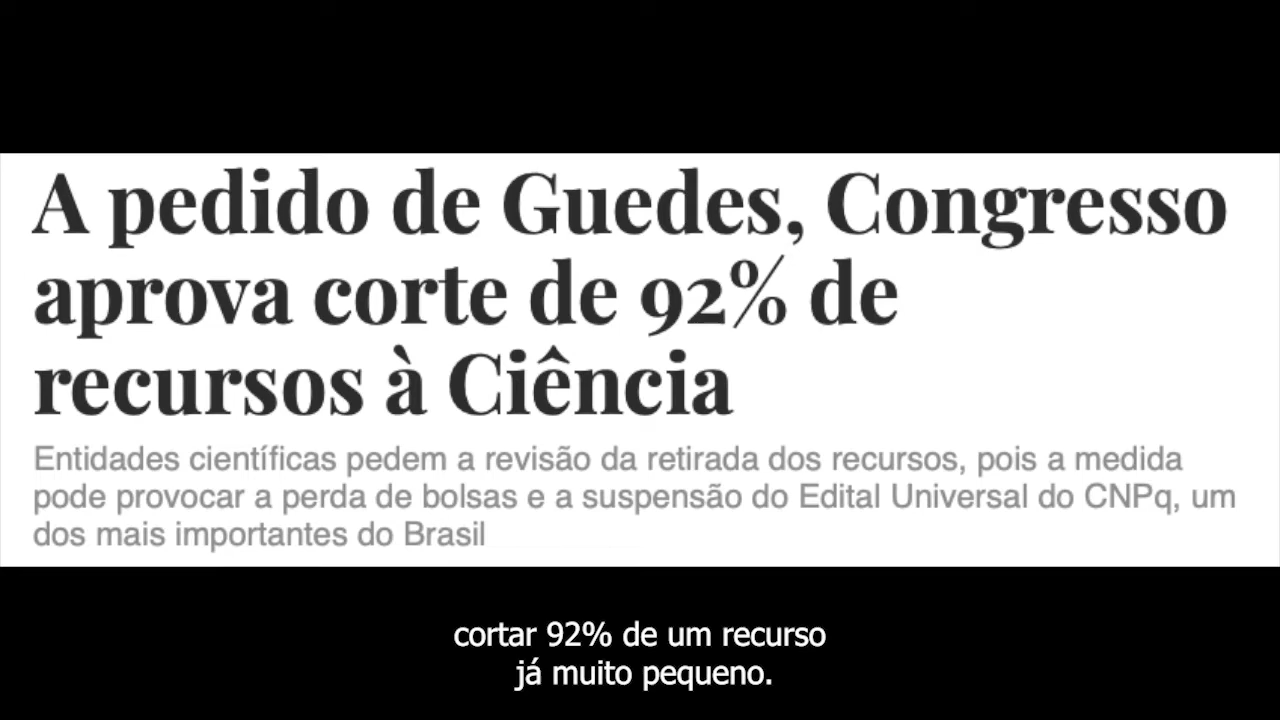 A pedido de Guedes, Congresso
aprova corte de 92% de
recursos à Ciência
Entidades científicas pedem a revisão da retirada dos recursos, pois a medida
pode provocar a perda de bolsas e a suspensão do Edital Universal do CNPq, um
dos mais importantes do Brasil
cortar 92% de um recurso
já muito pequeno.